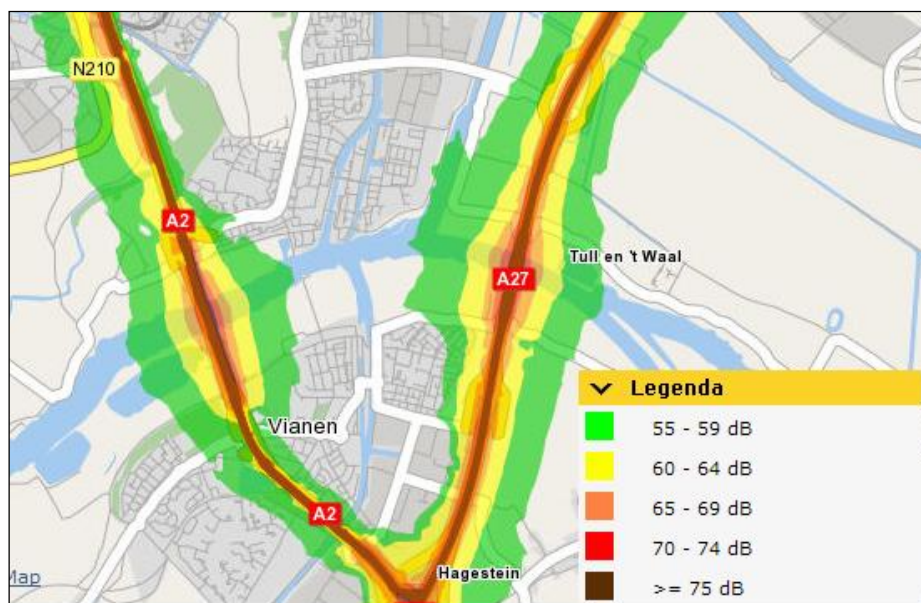 N210
A2
Tull en 't Waal
A27
Legenda
55 - 59 dB
Vianen
60 - 64 dB
65 - 69 dB
A2
70 - 74 dB
Hagestein
Map
>= 75 dB